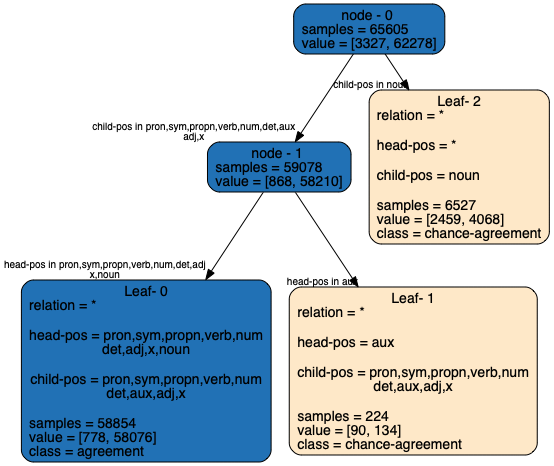 node - 0
samples = 65605
value = [3327, 62278]
child-pos in noun
child-pos in pron,sym,propn,verb,num,det,aux
adj,x
Leaf- 2
relation = *
head-pos = *
child-pos = noun
samples = 6527
value = [2459, 4068]
class = chance-agreement
node - 1
samples = 59078
value = [868, 58210]
head-pos in pron,sym,propn,verb,num,det,adj
x,noun
head-pos in aux
Leaf- 0
relation = *
head-pos = pron,sym,propn,verb,num
det,adj,x,noun
child-pos = pron,sym,propn,verb,num
det,aux,adj,x
samples = 58854
value = [778, 58076]
class = agreement
Leaf- 1
relation = *
head-pos = aux
child-pos = pron,sym,propn,verb,num
det,aux,adj,x
samples = 224
value = [90, 134]
class = chance-agreement